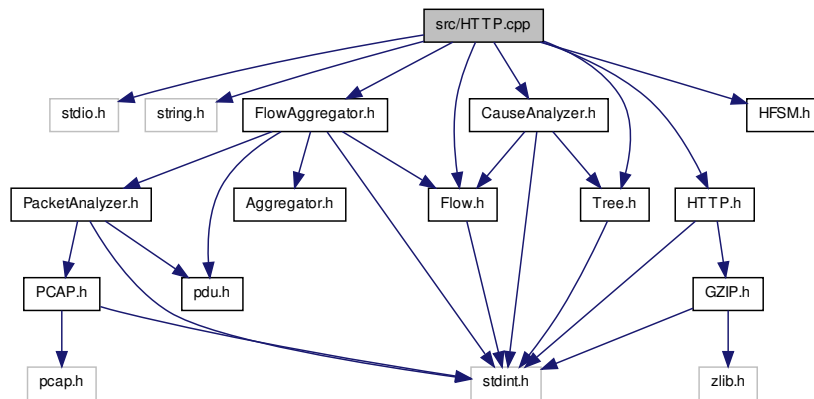 src/HTTP.cpp
stdio.h
string.h
FlowAggregator.h
CauseAnalyzer.h
HFSM.h
PacketAnalyzer.h
Aggregator.h
Flow.h
Tree.h
HTTP.h
PCAP.h
pdu.h
GZIP.h
pcap.h
stdint.h
zlib.h